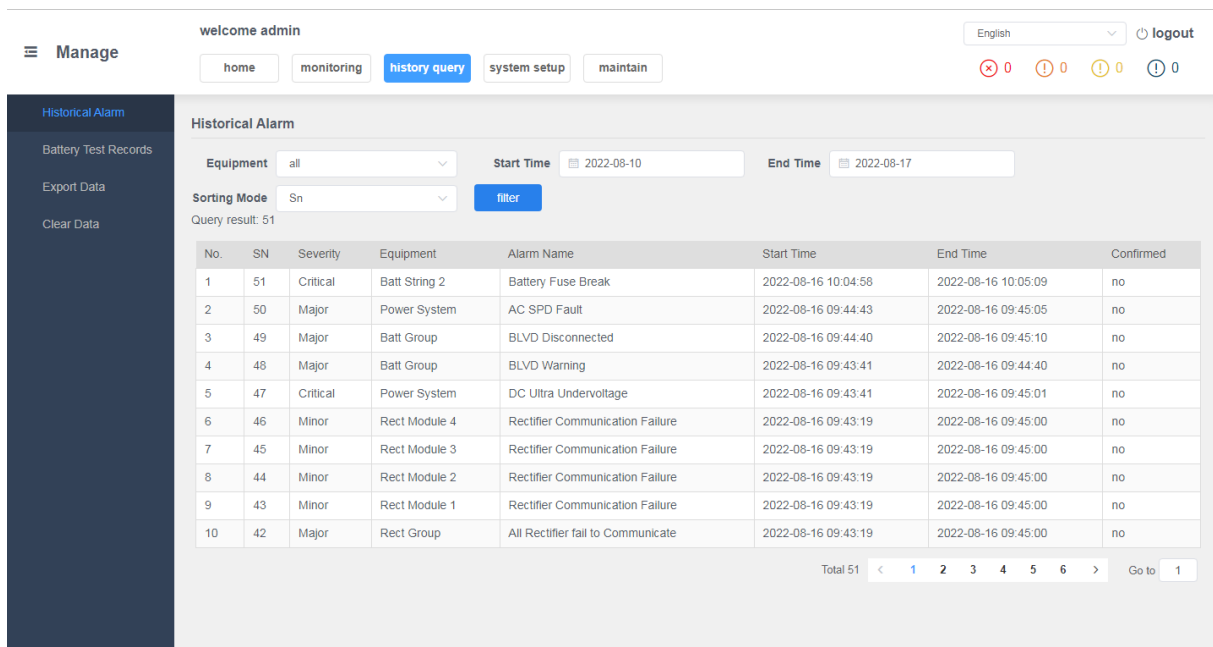 Manage
welcome admin
English logout
home monitoring history query system setup maintain
0 0 0 0
Historical Alarm
Battery Test Records
Export Data
Clear Data
Historical Alarm
Equipment all Start Time 2022-08-10 End Time 2022-08-17
Sorting Mode Sn filter
Query result: 51
No. SN Severity Equipment Alarm Name Start Time End Time Confirmed
1 51 Critical Batt String 2 Battery Fuse Break 2022-08-16 10:04:58 2022-08-16 10:05:09 no
2 50 Major Power System AC SPD Fault 2022-08-16 09:44:43 2022-08-16 09:45:05 no
3 49 Major Batt Group BLVD Disconnected 2022-08-16 09:44:40 2022-08-16 09:45:10 no
4 48 Major Batt Group BLVD Warning 2022-08-16 09:43:41 2022-08-16 09:44:40 no
5 47 Critical Power System DC Ultra Undervoltage 2022-08-16 09:43:41 2022-08-16 09:45:01 no
6 46 Minor Rect Module 4 Rectifier Communication Failure 2022-08-16 09:43:19 2022-08-16 09:45:00 no
7 45 Minor Rect Module 3 Rectifier Communication Failure 2022-08-16 09:43:19 2022-08-16 09:45:00 no
8 44 Minor Rect Module 2 Rectifier Communication Failure 2022-08-16 09:43:19 2022-08-16 09:45:00 no
9 43 Minor Rect Module 1 Rectifier Communication Failure 2022-08-16 09:43:19 2022-08-16 09:45:00 no
10 42 Major Rect Group All Rectifier fail to Communicate 2022-08-16 09:43:19 2022-08-16 09:45:00 no
Total 51 < 1 2 3 4 5 6 > Go to 1